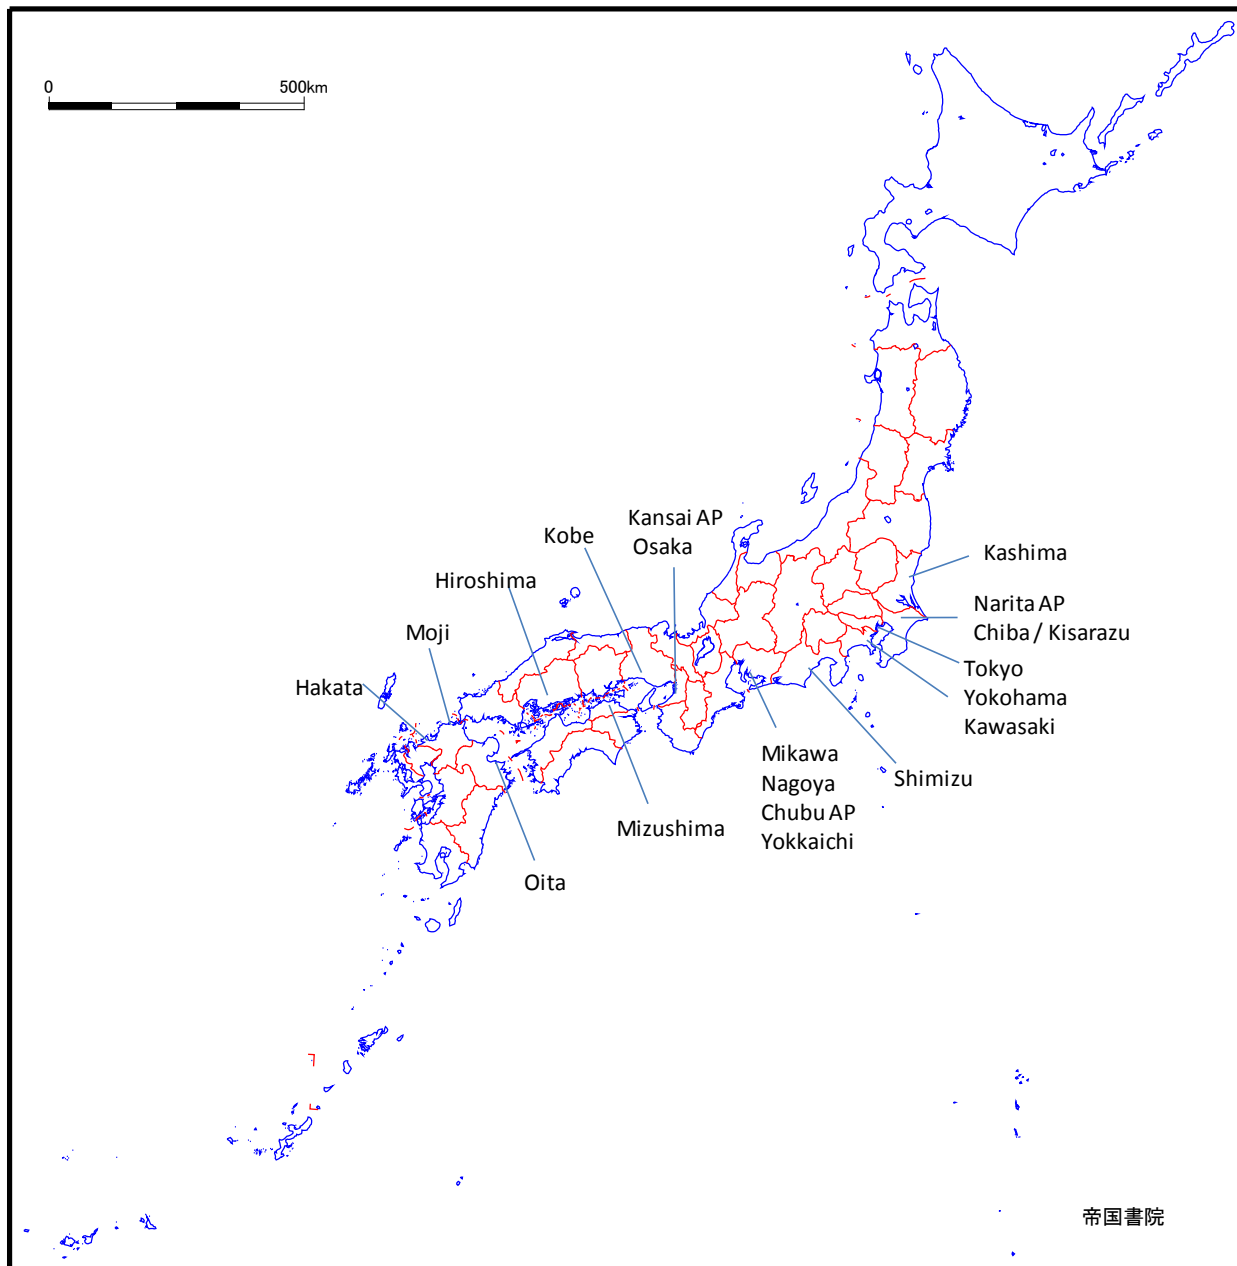 0 500km
Kansai AP
Osaka
Kobe
Hiroshima
Moji
Hakata
Kashima
Narita AP
Chiba / Kisarazu
Tokyo
Yokohama
Kawasaki
Shimizu
Mikawa
Nagoya
Chubu AP
Yokkaichi
Mizushima
Oita
帝国書院